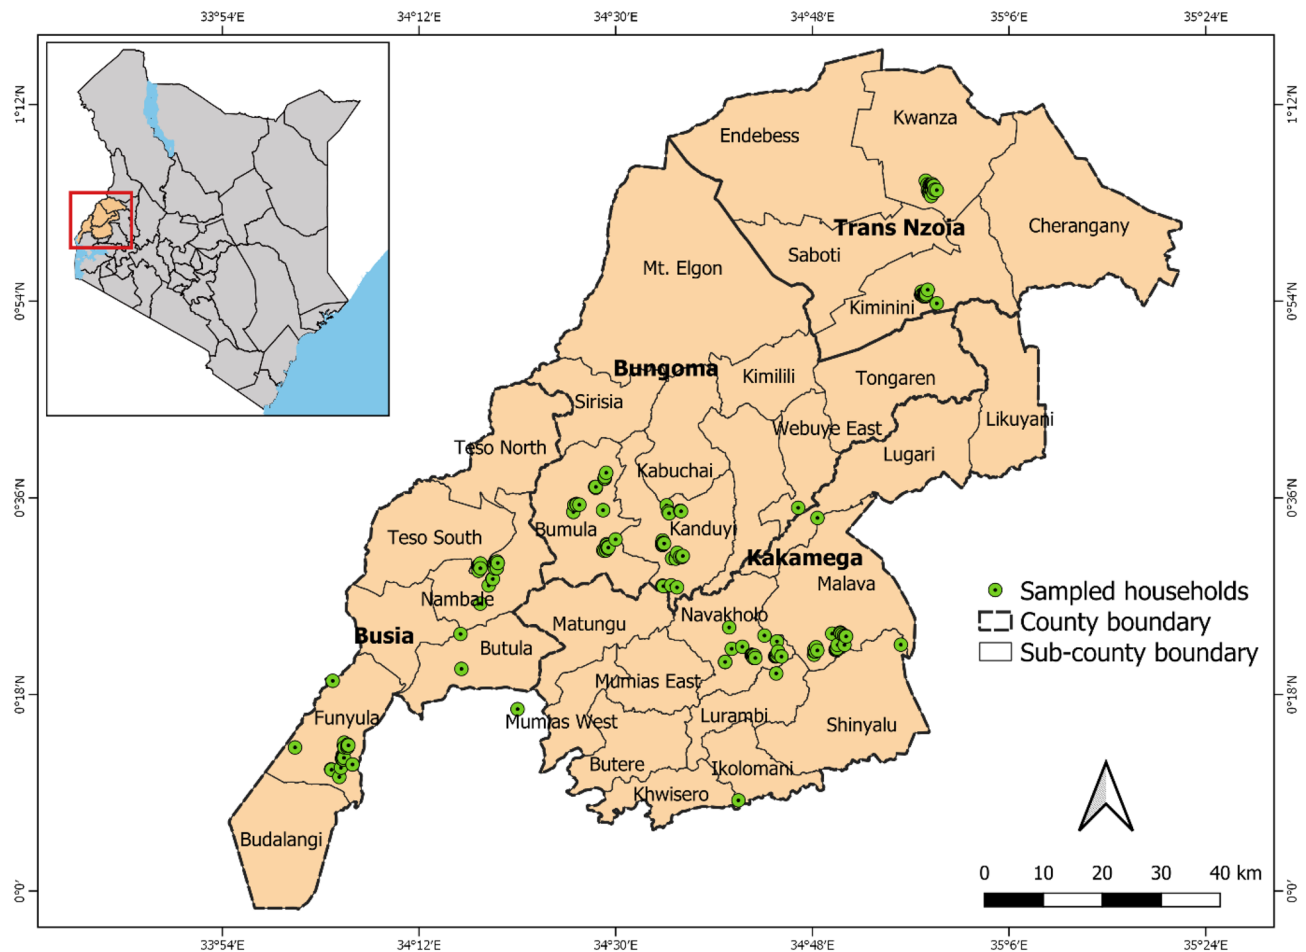 33°54′E 34°12′E 34°30′E 34°48′E 35°6′E 35°24′E
1°12′N
1°12′N
Kwanza
Endebess
Cherangany
Trans Nzoia
Saboti
Mt. Elgon
0°54′N
0°54′N
Kiminini
Bungoma
Kimilili
Tongaren
Sirisia
Likuyani
Webuye East
Teso North
Lugari
Kabuchai
0°36′N
0°36′N
Bumula
Kanduyi
Teso South
Kakamega
Malava
Sampled households
Nambale
Navakholo
County boundary
Matungu
Busia
Butula
Sub-county boundary
Mumias East
0°18′N
0°18′N
Funyula
Mumias West
Lurambi
Shinyalu
Butere
Ikolomani
Khwisero
Budalangi
0 10 20 30 40 km
0°0′
0°0′
33°54′E 34°12′E 34°30′E 34°48′E 35°6′E 35°24′E